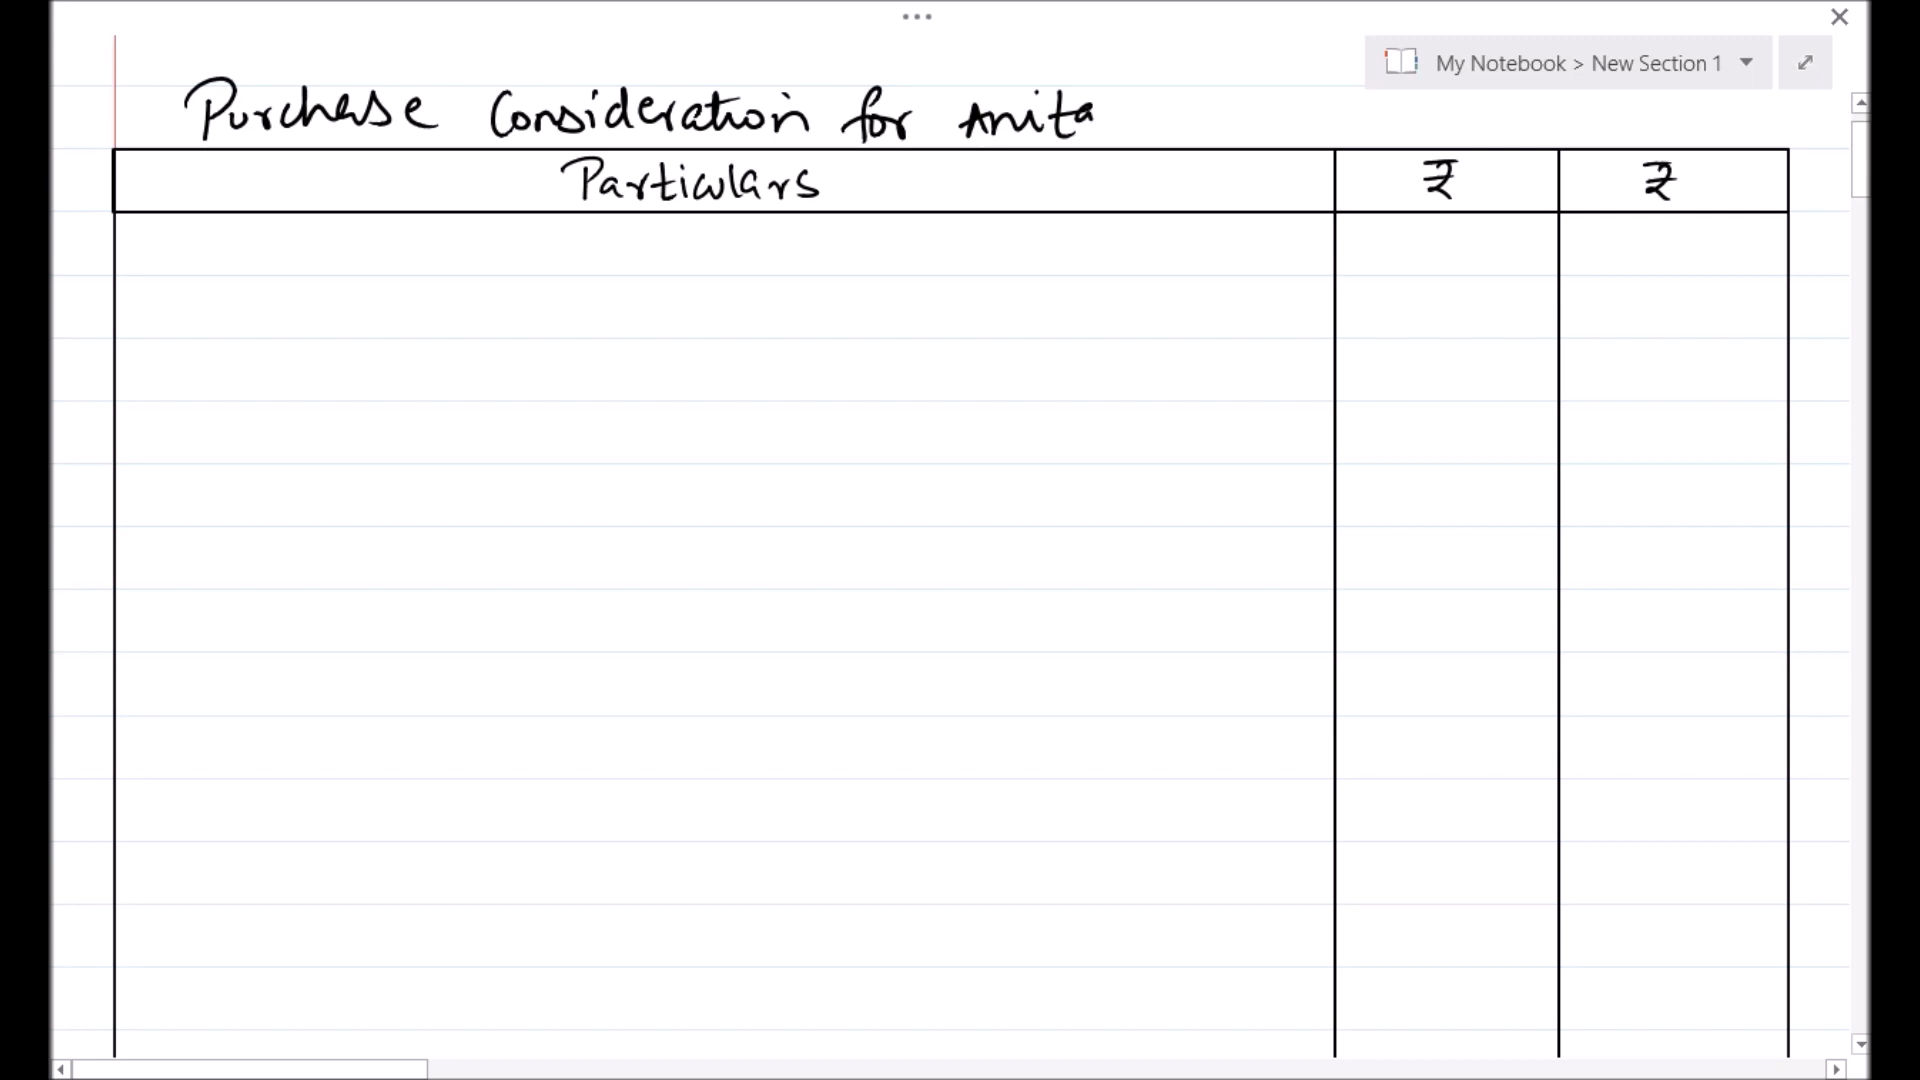 My Notebook > New Section 1
Purchase Consideration for Anita
Particulars ₹ ₹